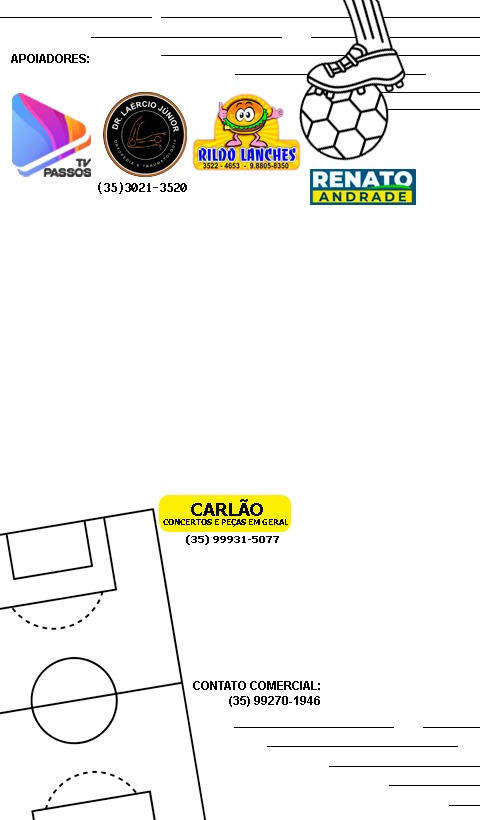 APOIADORES:
TV
PASSOS
DR. LAÉRCIO JÚNIOR
ORTOPEDIA E TRAUMATOLOGIA
(35)3021-3520
RILDO LANCHES
3522 - 4653 - 9.8805-8350
RENATO
ANDRADE
CARLÃO
CONCERTOS E PEÇAS EM GERAL
(35) 99931-5077
CONTATO COMERCIAL:
(35) 99270-1946